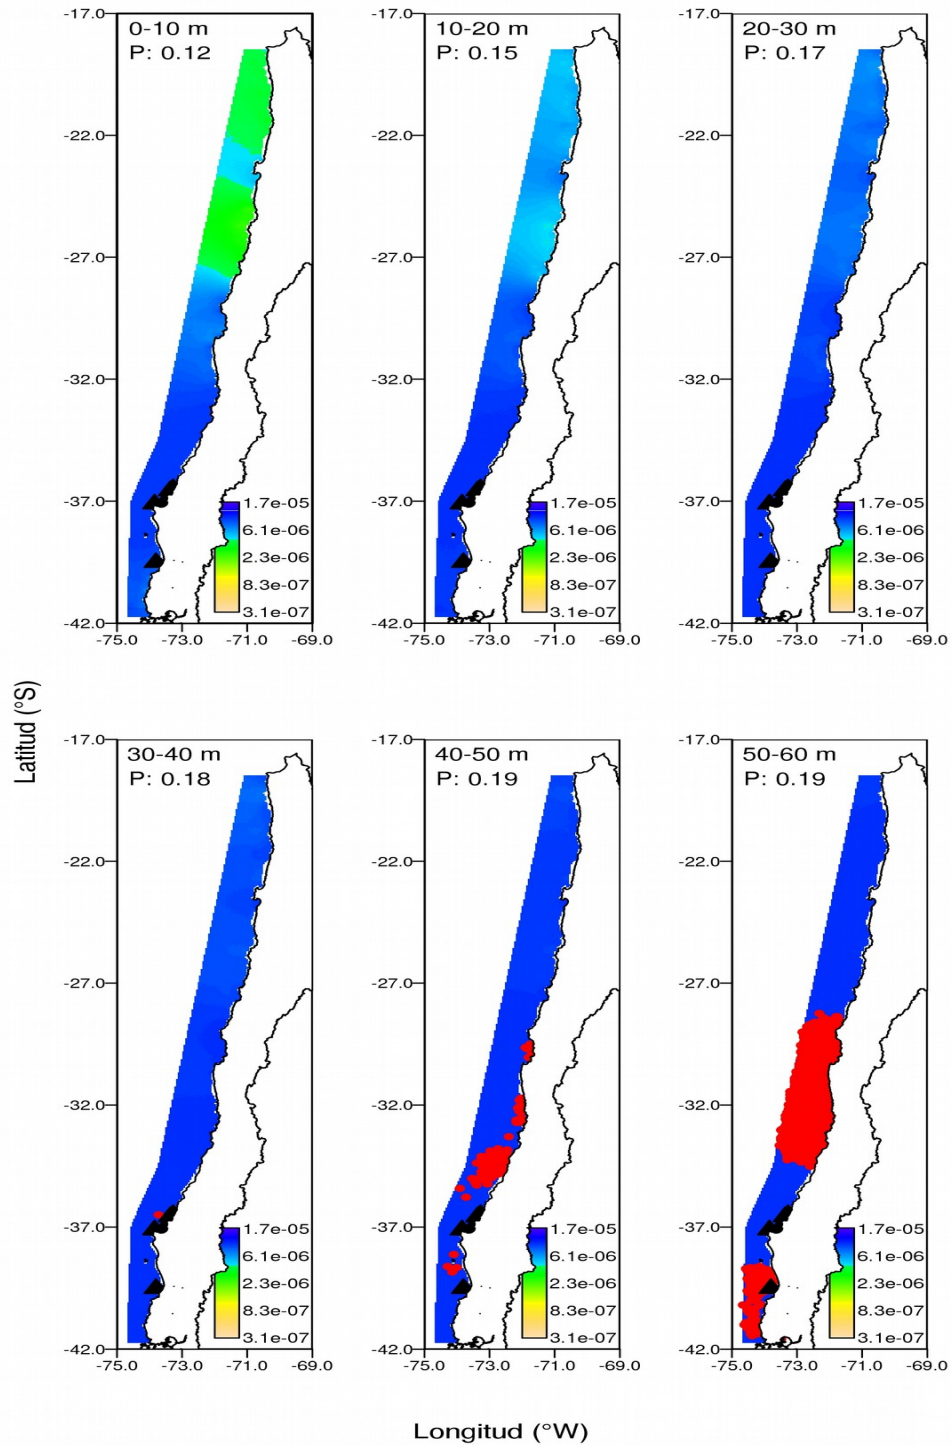 0-10 m
P: 0.12
-17.0
-22.0
-27.0
-32.0
-37.0
-42.0
1.7e-05
6.1e-06
2.3e-06
8.3e-07
3.1e-07
-75.0 -73.0 -71.0 -69.0
10-20 m
P: 0.15
-17.0
-22.0
-27.0
-32.0
-37.0
-42.0
1.7e-05
6.1e-06
2.3e-06
8.3e-07
3.1e-07
-75.0 -73.0 -71.0 -69.0
20-30 m
P: 0.17
-17.0
-22.0
-27.0
-32.0
-37.0
-42.0
1.7e-05
6.1e-06
2.3e-06
8.3e-07
3.1e-07
-75.0 -73.0 -71.0 -69.0
Latitud (°S)
30-40 m
P: 0.18
-17.0
-22.0
-27.0
-32.0
-37.0
-42.0
1.7e-05
6.1e-06
2.3e-06
8.3e-07
3.1e-07
-75.0 -73.0 -71.0 -69.0
40-50 m
P: 0.19
-17.0
-22.0
-27.0
-32.0
-37.0
-42.0
1.7e-05
6.1e-06
2.3e-06
8.3e-07
3.1e-07
-75.0 -73.0 -71.0 -69.0
50-60 m
P: 0.19
-17.0
-22.0
-27.0
-32.0
-37.0
-42.0
1.7e-05
6.1e-06
2.3e-06
8.3e-07
3.1e-07
-75.0 -73.0 -71.0 -69.0
Longitud (°W)